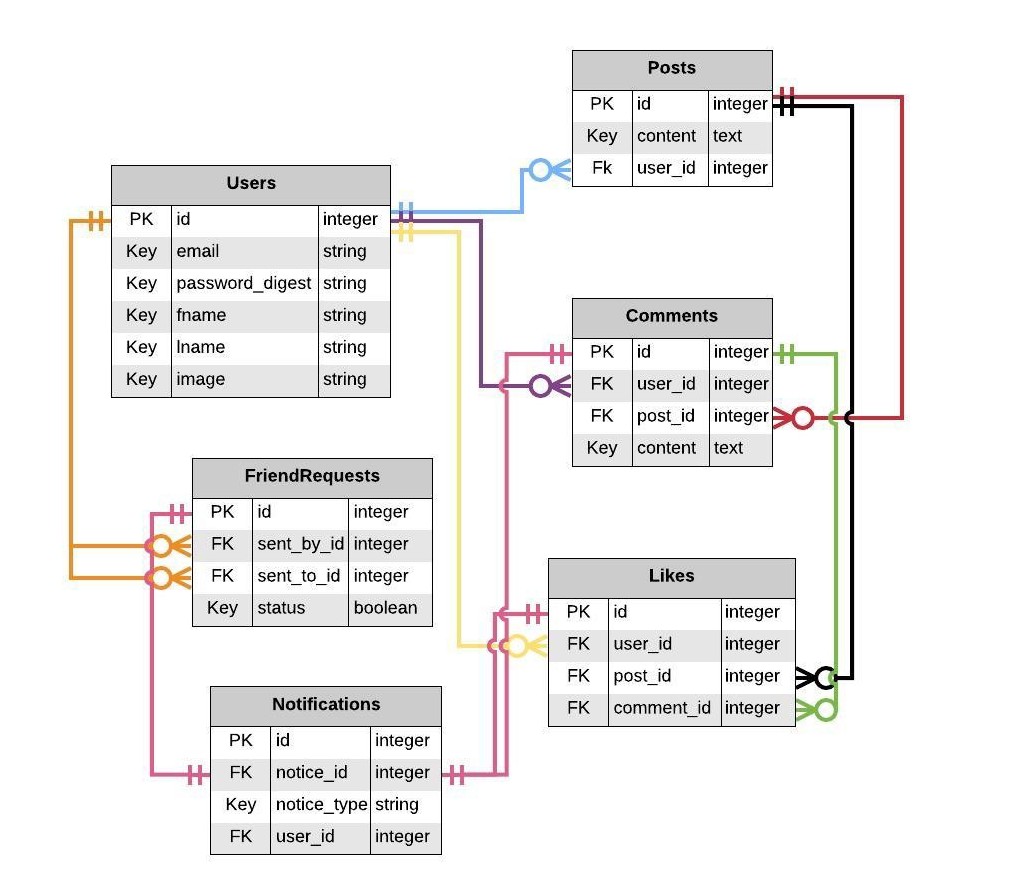 Posts
PK id integer
Key content text
Fk user_id integer
Users
PK id integer
Key email string
Key password_digest string
Key fname string
Key lname string
Key image string
Comments
PK id integer
FK user_id integer
FK post_id integer
Key content text
FriendRequests
PK id integer
FK sent_by_id integer
FK sent_to_id integer
Key status boolean
Likes
PK id integer
FK user_id integer
FK post_id integer
FK comment_id integer
Notifications
PK id integer
FK notice_id integer
Key notice_type string
FK user_id integer